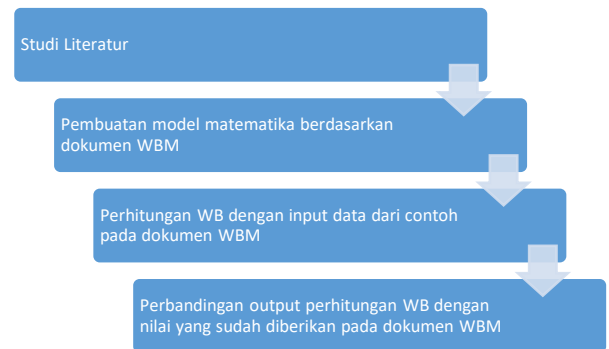 Studi Literatur
Pembuatan model matematika berdasarkan
dokumen WBM
Perhitungan WB dengan input data dari contoh
pada dokumen WBM
Perbandingan output perhitungan WB dengan
nilai yang sudah diberikan pada dokumen WBM